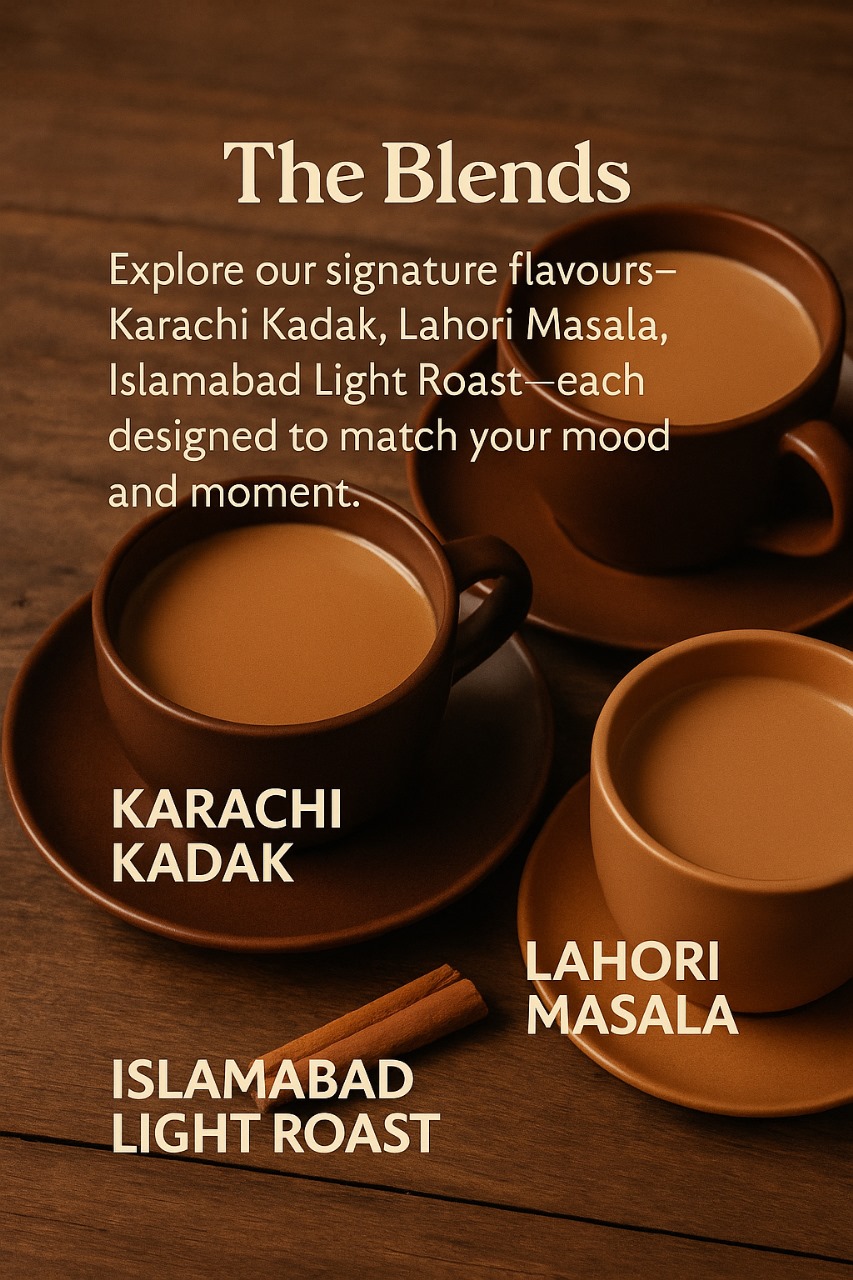 The Blends
Explore our signature flavours–
Karachi Kadak, Lahori Masala,
Islamabad Light Roast—each
designed to match your mood
and moment.
KARACHI
KADAK
LAHORI
MASALA
ISLAMABAD
LIGHT ROAST